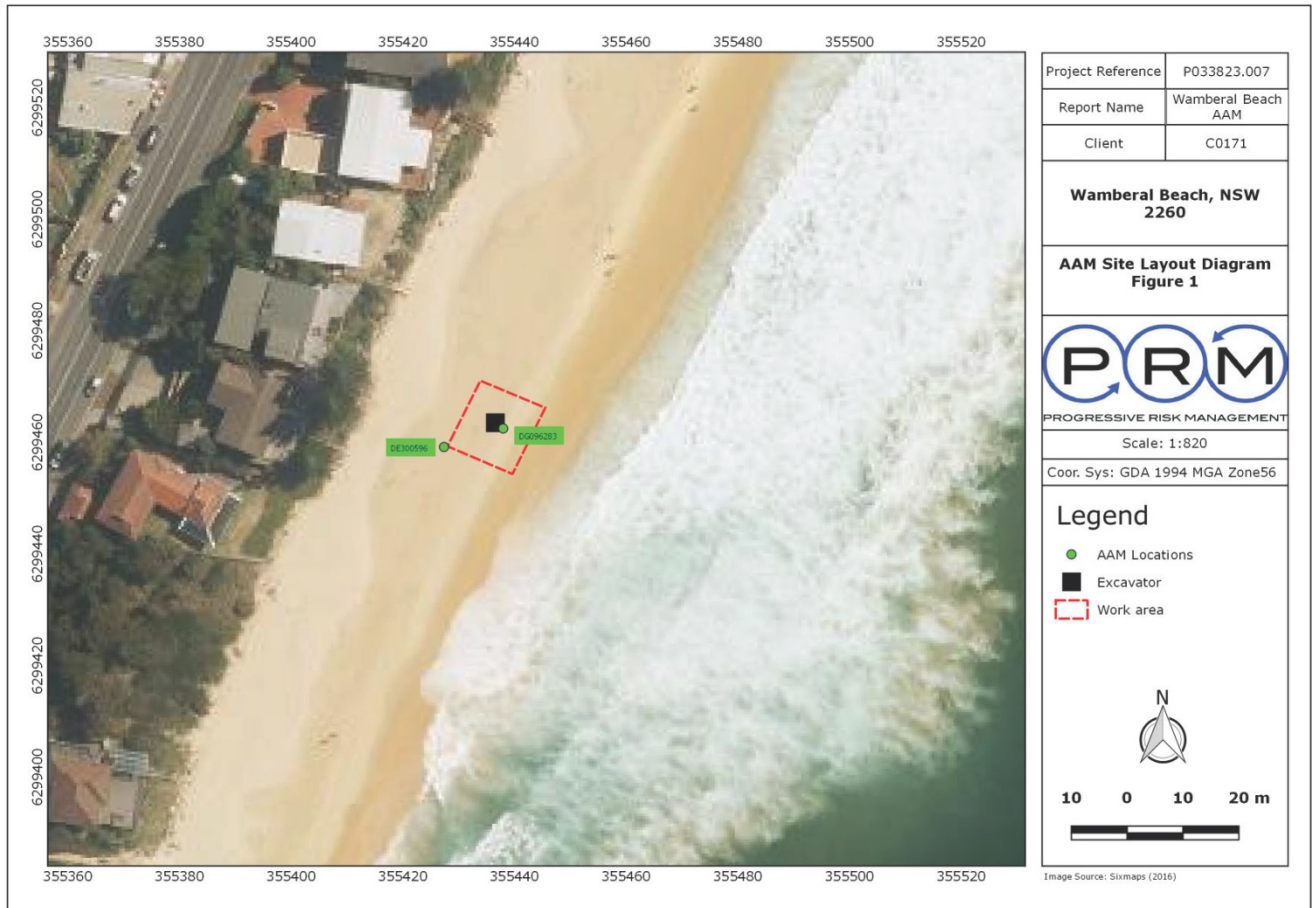 355360 355380 355400 355420 355440 355460 355480 355500 355520
6299520
6299500
6299480
6299460
6299440
6299420
6299400
DE300596
DG096283
355360 355380 355400 355420 355440 355460 355480 355500 355520
Project Reference P033823.007
Report Name Wamberal Beach
AAM
Client C0171
Wamberal Beach, NSW
2260
AAM Site Layout Diagram
Figure 1
PRM
PROGRESSIVE RISK MANAGEMENT
Scale: 1:820
Coor. Sys: GDA 1994 MGA Zone56
Legend
AAM Locations
Excavator
Work area
N
10 0 10 20 m
Image Source: Sixmaps (2016)